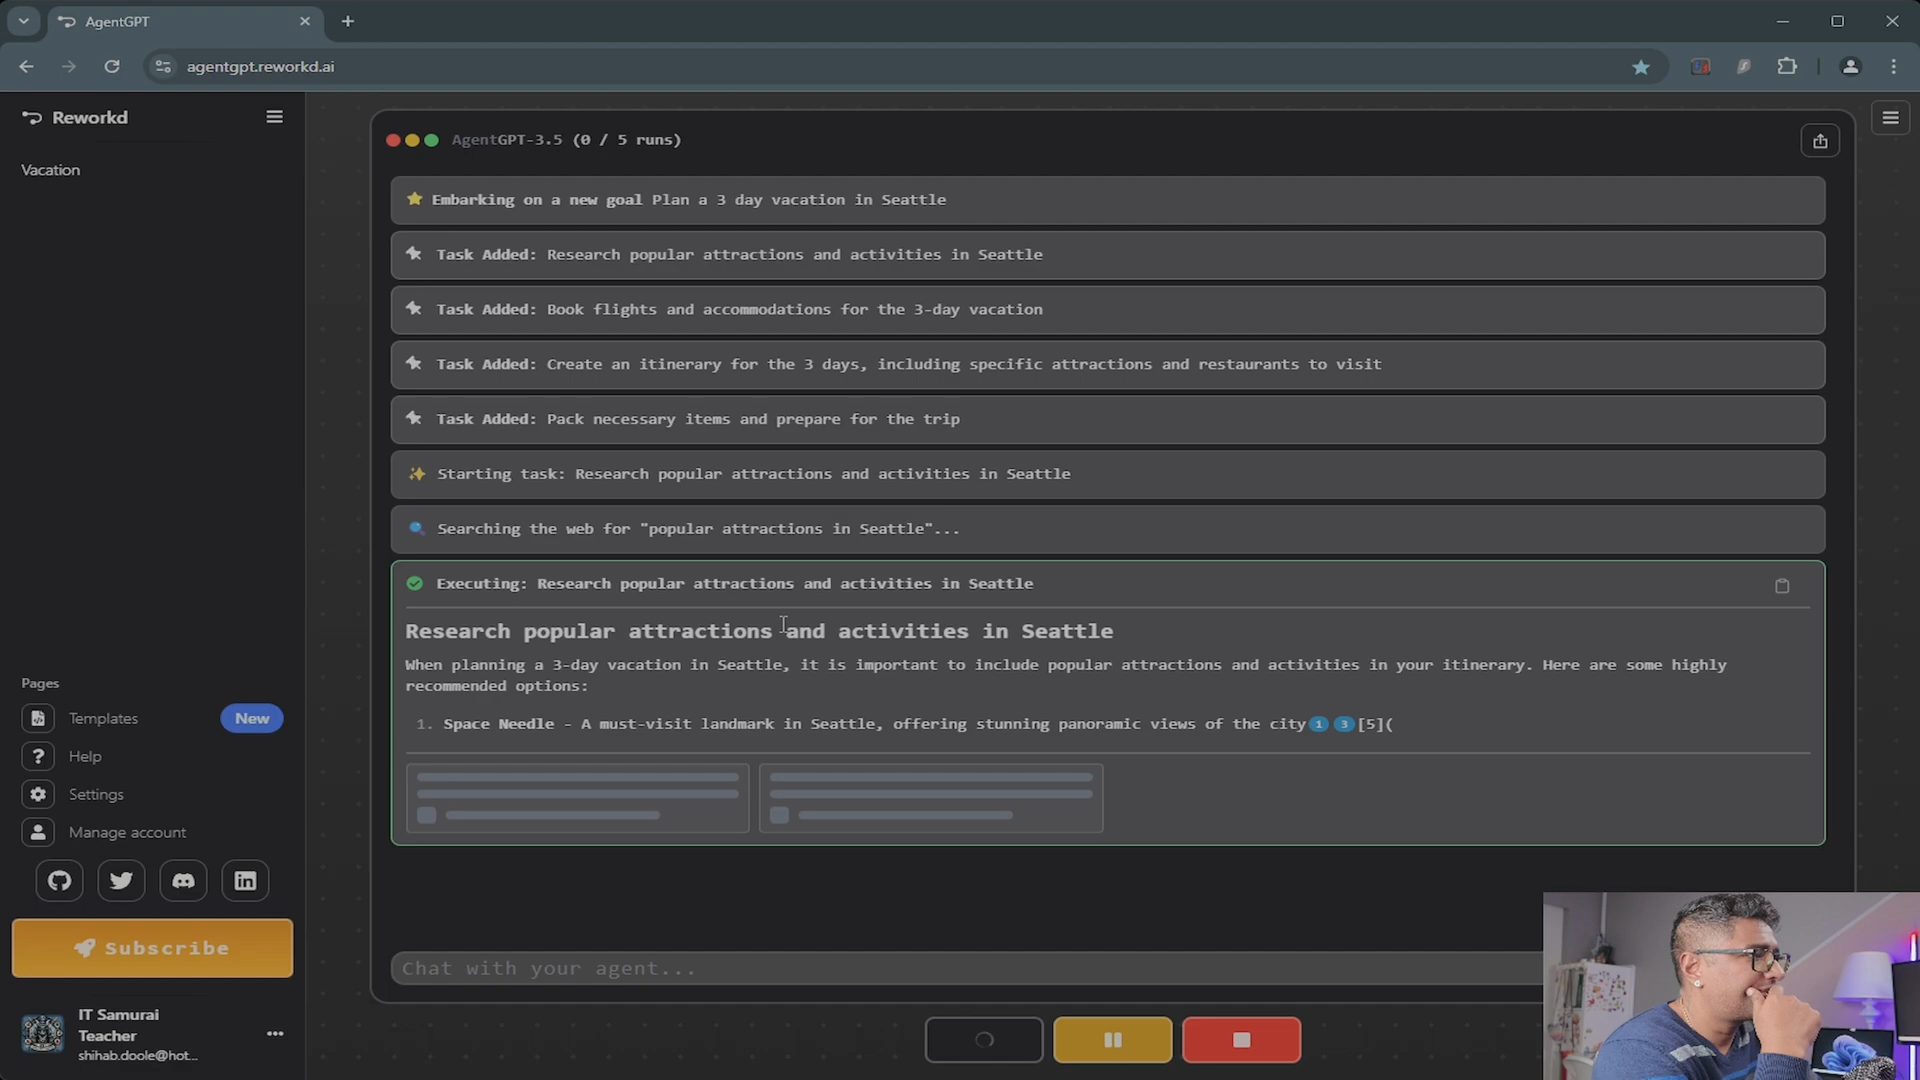 AgentGPT
agentgpt.reworkd.ai
Reworkd
Vacation
AgentGPT-3.5 (0 / 5 runs)
Embarking on a new goal Plan a 3 day vacation in Seattle
Task Added: Research popular attractions and activities in Seattle
Task Added: Book flights and accommodations for the 3-day vacation
Task Added: Create an itinerary for the 3 days, including specific attractions and restaurants to visit
Task Added: Pack necessary items and prepare for the trip
Starting task: Research popular attractions and activities in Seattle
Searching the web for "popular attractions in Seattle"...
Executing: Research popular attractions and activities in Seattle
Research popular attractions and activities in Seattle
When planning a 3-day vacation in Seattle, it is important to include popular attractions and activities in your itinerary. Here are some highly
recommended options:
1. Space Needle - A must-visit landmark in Seattle, offering stunning panoramic views of the city 1 3 [5](
Chat with your agent...
Pages
Templates New
Help
Settings
Manage account
Subscribe
IT Samurai
Teacher
shihab.doole@hot...